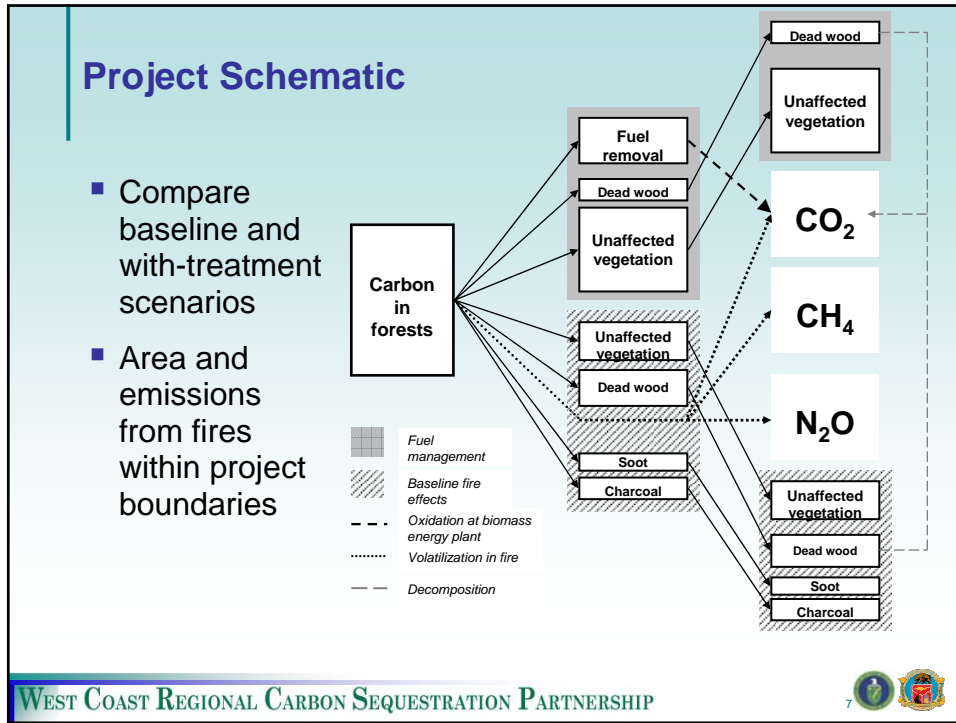 Project Schematic
▪ Compare
baseline and
with-treatment
scenarios
▪ Area and
emissions
from fires
within project
boundaries
Carbon
in
forests
Fuel
removal
Dead wood
Unaffected
vegetation
Unaffected
vegetation
Dead wood
Soot
Charcoal
Dead wood
Unaffected
vegetation
CO₂
CH₄
N₂O
Unaffected
vegetation
Dead wood
Soot
Charcoal
Fuel
management
Baseline fire
effects
Oxidation at biomass
energy plant
Volatilization in fire
Decomposition
WEST COAST REGIONAL CARBON SEQUESTRATION PARTNERSHIP
7